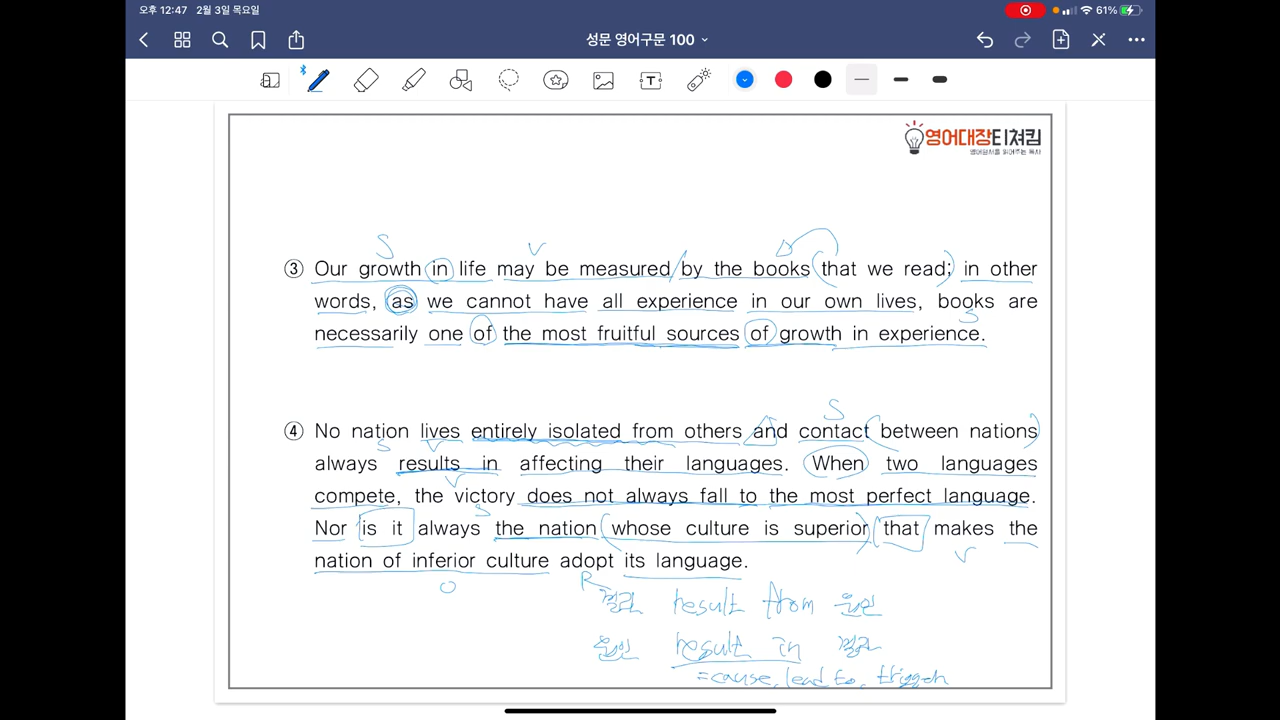 오후 12:47 2월 3일 목요일
61%
성문 영어구문 100
영어대장티쳐킴
S V
③ Our growth in life may be measured by the books that we read; in other
words, as we cannot have all experience in our own lives, books are
S
necessarily one of the most fruitful sources of growth in experience.
S
④ No nation lives entirely isolated from others and contact between nations
S V
always results in affecting their languages. When two languages
V
compete, the victory does not always fall to the most perfect language.
S
Nor is it always the nation whose culture is superior that makes the
V
nation of inferior culture adopt its language.
O R
결과 result from 원인
원인 result in 결과
= cause, lead to, trigger